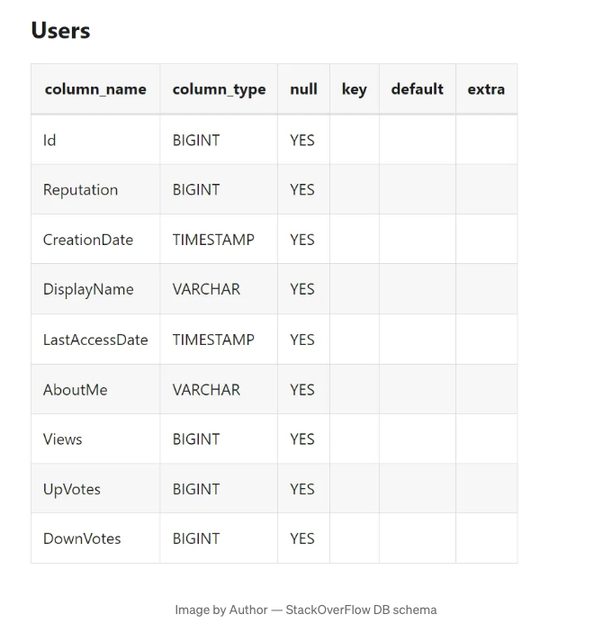 Users
column_name column_type null key default extra
Id BIGINT YES
Reputation BIGINT YES
CreationDate TIMESTAMP YES
DisplayName VARCHAR YES
LastAccessDate TIMESTAMP YES
AboutMe VARCHAR YES
Views BIGINT YES
UpVotes BIGINT YES
DownVotes BIGINT YES
Image by Author — StackOverFlow DB schema